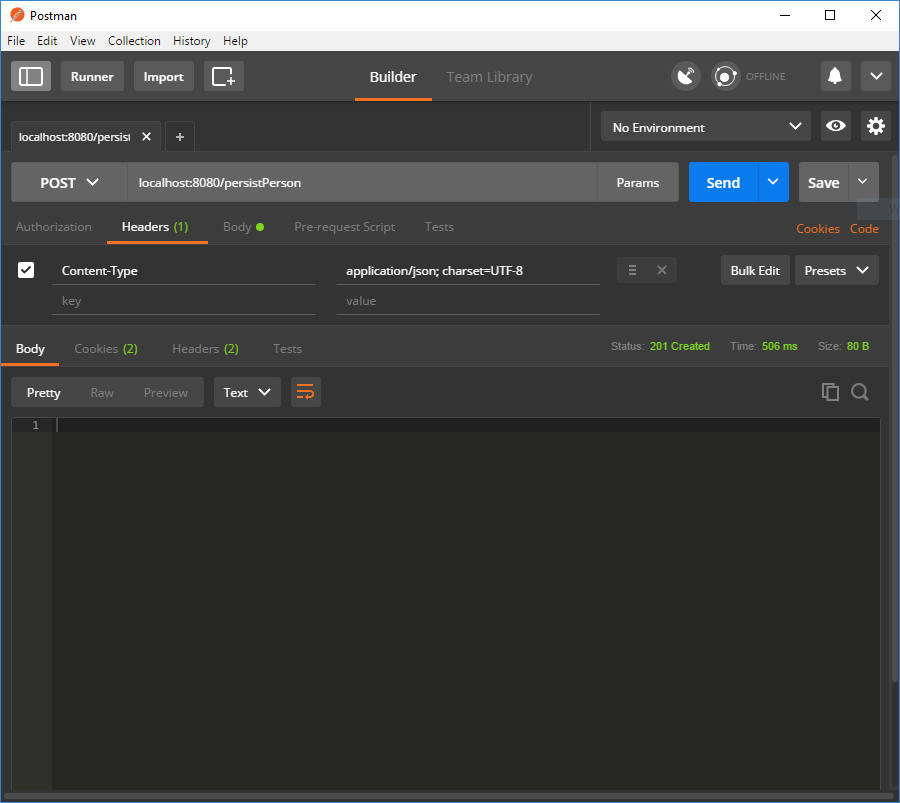 Postman
File Edit View Collection History Help
Runner Import Builder Team Library OFFLINE
localhost:8080/persist No Environment
POST localhost:8080/persistPerson Params Send Save
Authorization Headers (1) Body Pre-request Script Tests Cookies Code
Content-Type application/json; charset=UTF-8 Bulk Edit Presets
key value
Body Cookies (2) Headers (2) Tests Status: 201 Created Time: 506 ms Size: 80 B
Pretty Raw Preview Text
1